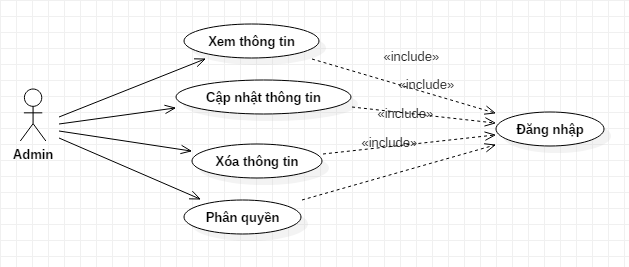 Xem thông tin
«include»
«include»
Cập nhật thông tin
«include»
Đăng nhập
Admin
«include»
Xóa thông tin
Phân quyền